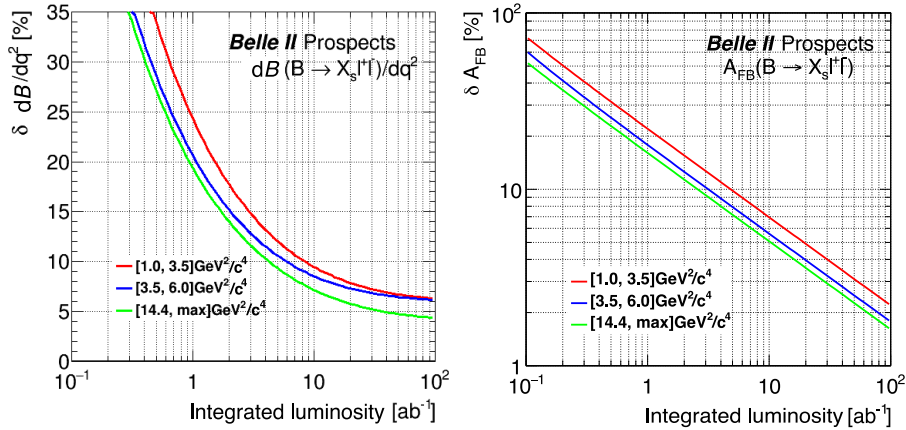 δ dB/dq² [%]
35
30
25
20
15
10
5
0
Belle II Prospects
dB (B → Xₛl⁺l⁻)/dq²
[1.0, 3.5]GeV²/c⁴
[3.5, 6.0]GeV²/c⁴
[14.4, max]GeV²/c⁴
10⁻¹ 1 10 10²
Integrated luminosity [ab⁻¹]
δ A_FB [%]
10²
10
1
Belle II Prospects
A_FB(B → Xₛl⁺l⁻)
[1.0, 3.5]GeV²/c⁴
[3.5, 6.0]GeV²/c⁴
[14.4, max]GeV²/c⁴
10⁻¹ 1 10 10²
Integrated luminosity [ab⁻¹]